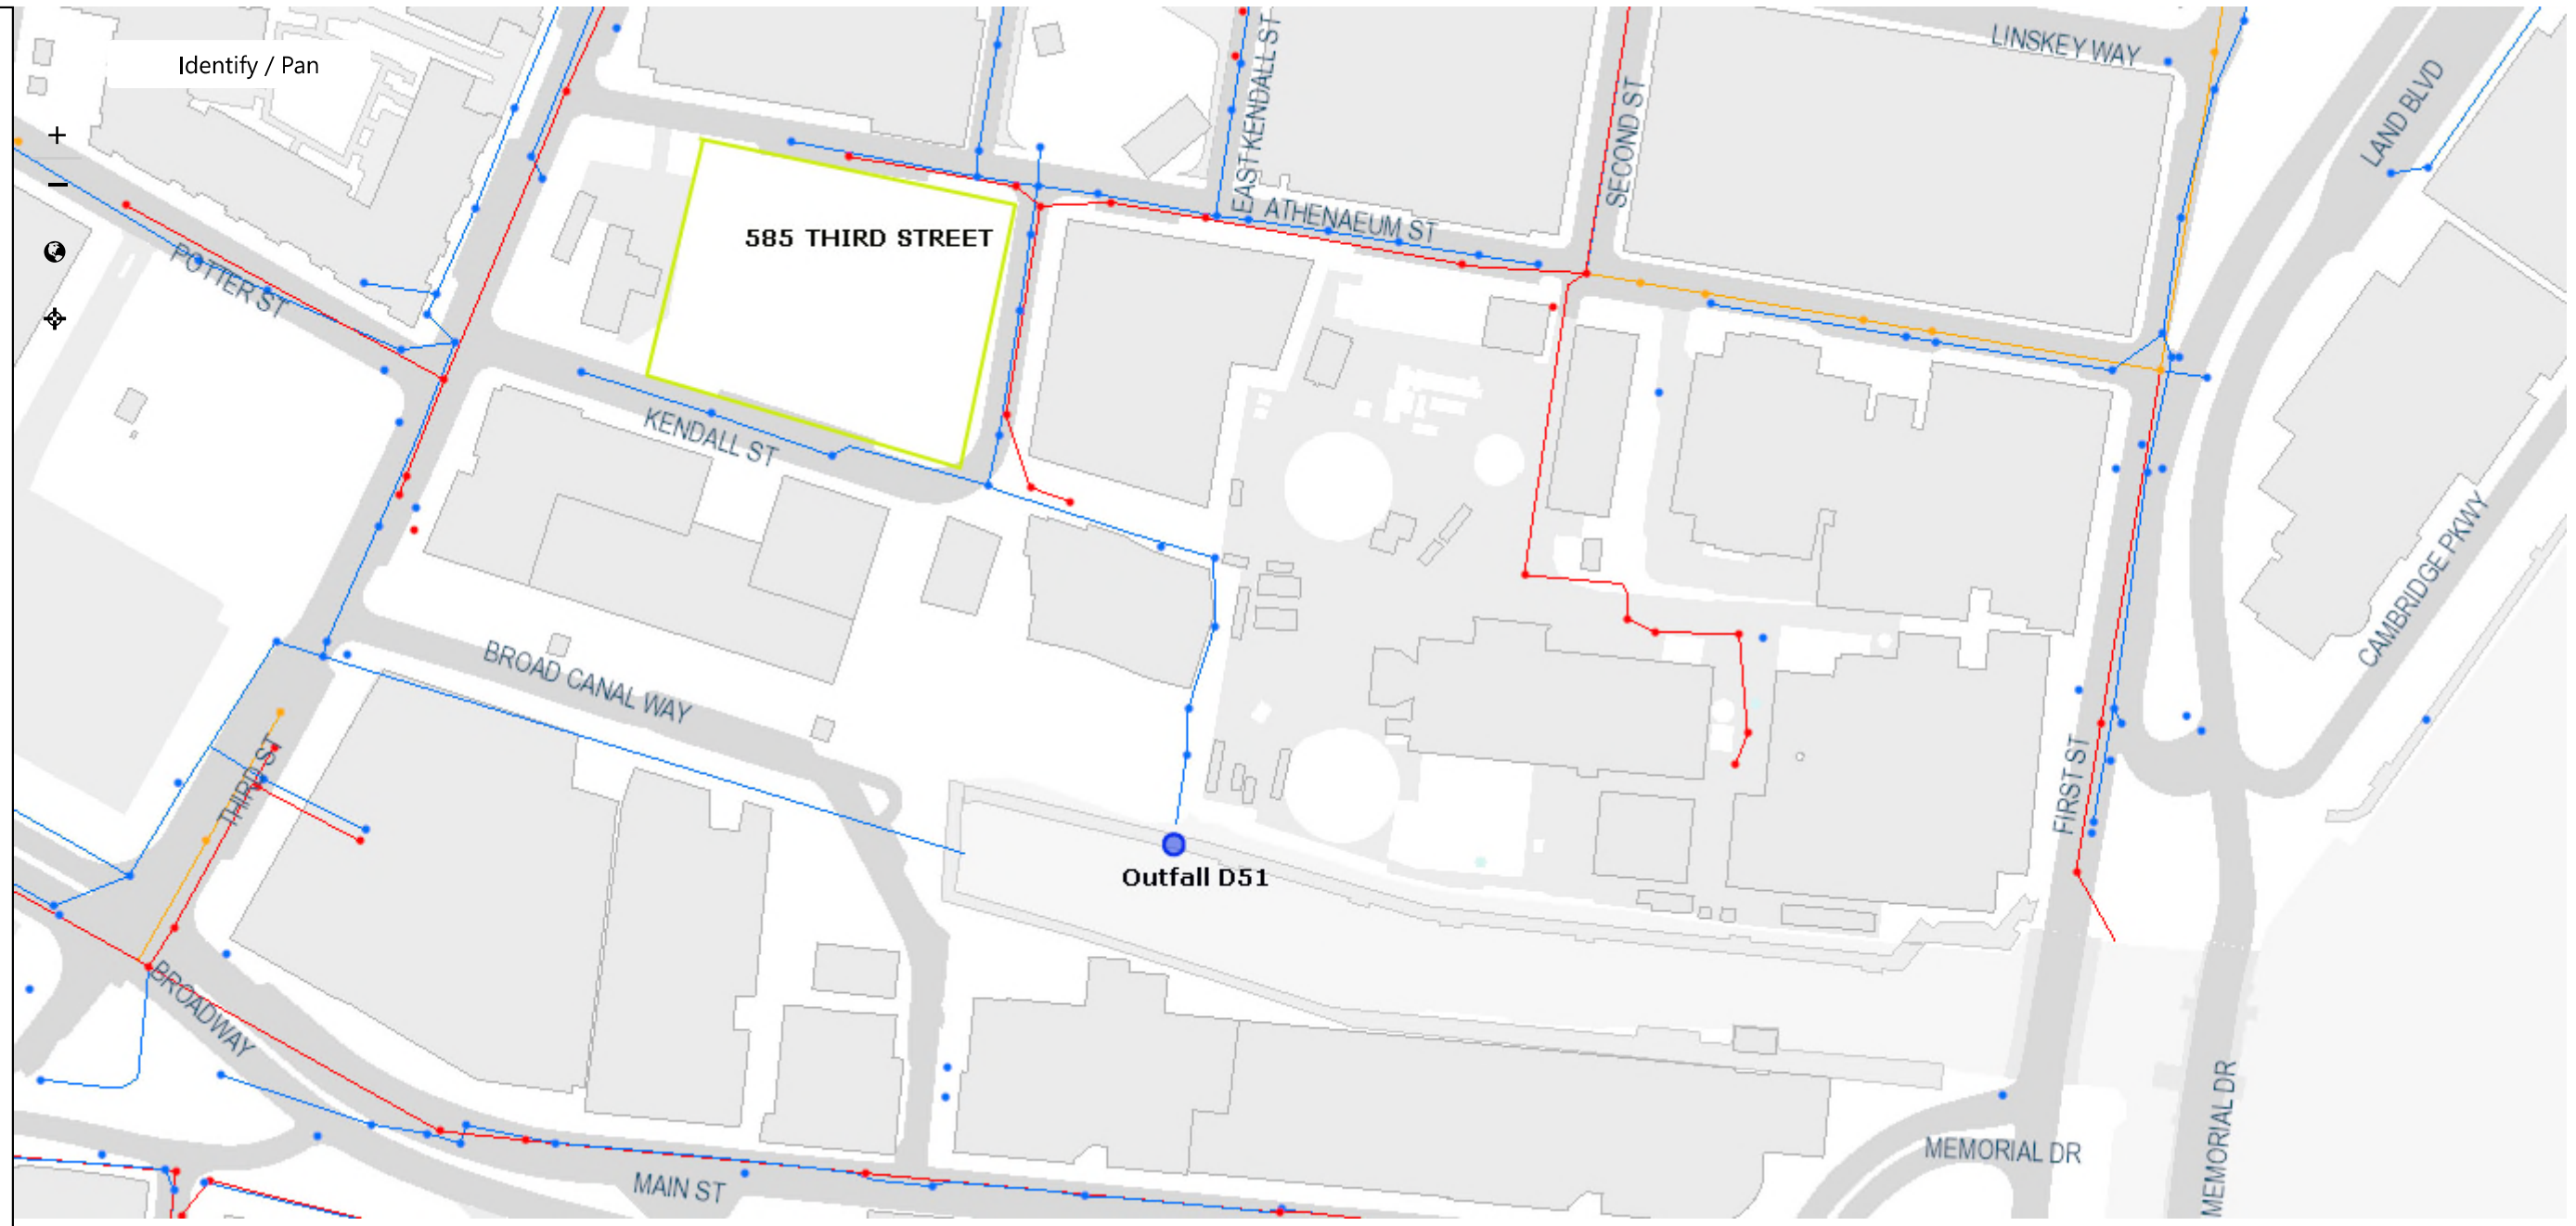 LINSKEY WAY
Identify / Pan
EAST KENDALL ST
SECOND ST
LAND BLVD
+
−
585 THIRD STREET
ATHENAEUM ST
POTTER ST
KENDALL ST
CAMBRIDGE PKWY
BROAD CANAL WAY
THIRD ST
FIRST ST
Outfall D51
BROADWAY
MEMORIAL DR
MEMORIAL DR
MAIN ST